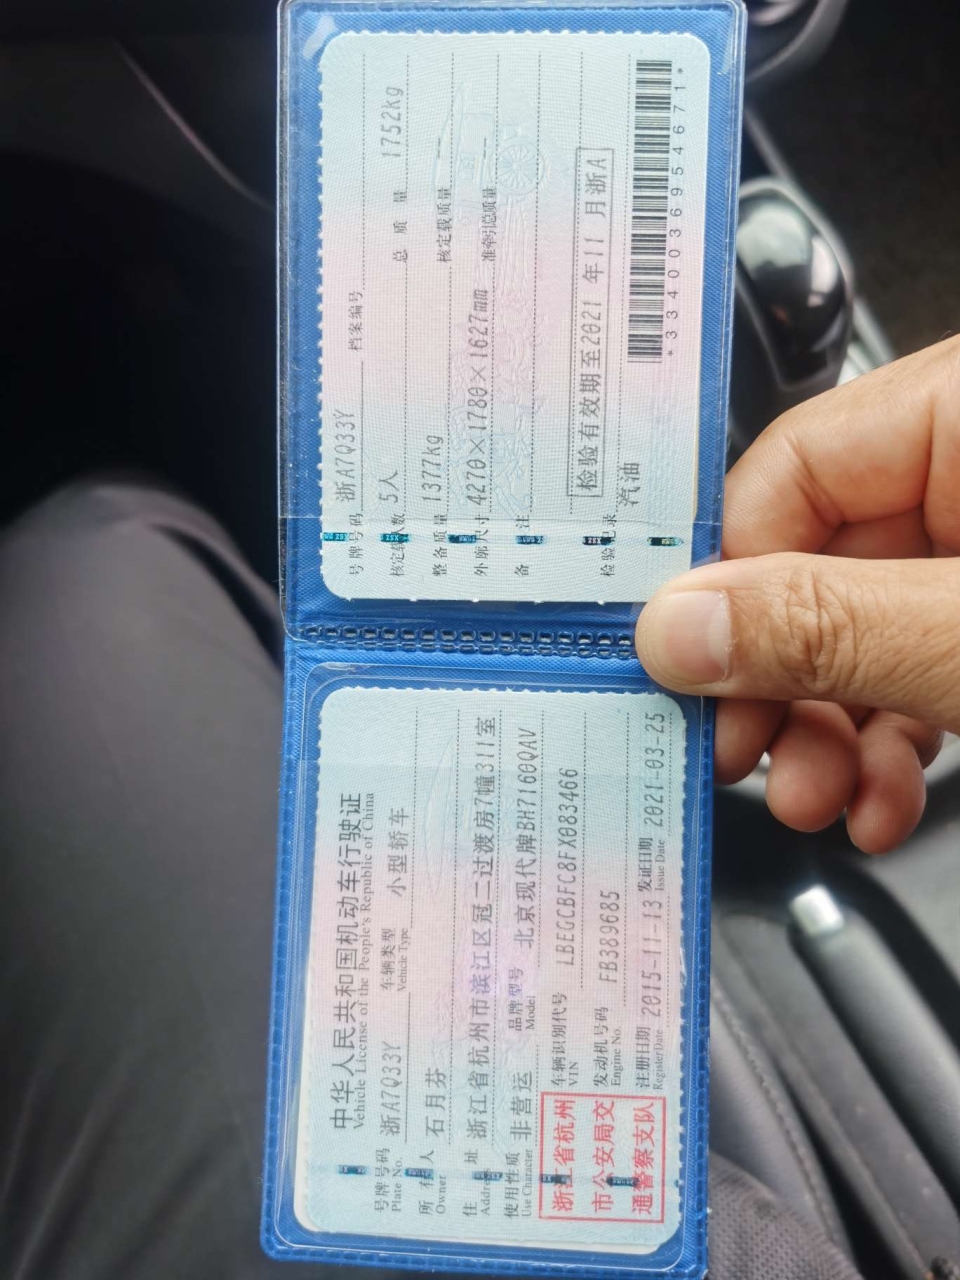 中华人民共和国机动车行驶证
Vehicle License of the People's Republic of China
号牌号码 浙A7Q33Y 车辆类型 小型轿车
Plate No. Vehicle Type
所有人 石月芬
Owner
住址 浙江省杭州市滨江区冠二过渡房7幢311室
Address
使用性质 非营运 品牌型号 北京现代牌BH7160QAV
Use Character Model
浙江省杭州
市公安局交
通警察支队
车辆识别代号 LBEGCBFC8FX083466
VIN
发动机号码 FB389685
Engine No.
注册日期 2015-11-13 发证日期 2021-03-25
Register Date Issue Date
号牌号码 浙A7Q33Y 档案编号
核定载人数 5人 总质量 1752kg
整备质量 1377kg 核定载质量
外廓尺寸 4270×1780×1627mm 准牵引总质量
备注
检验有效期至2021年11月浙A
检验记录 汽油
*3340036954671*